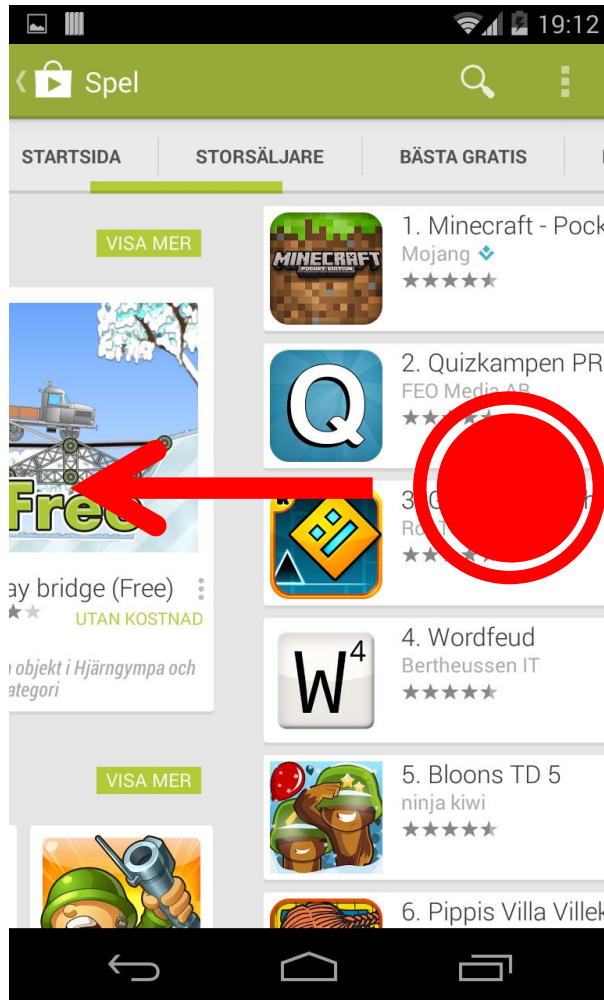 19:12
Spel
STARTSIDA
STORSÄLJARE
BÄSTA GRATIS
VISA MER
Free
ay bridge (Free)
UTAN KOSTNAD
objekt i Hjärngympa och
ategori
VISA MER
MINECRAFT
POCKET EDITION
1. Minecraft - Pock
Mojang
Q
2. Quizkampen PR
FEO Media AB
3.
W4
4. Wordfeud
Bertheussen IT
5. Bloons TD 5
ninja kiwi
6. Pippis Villa Villek